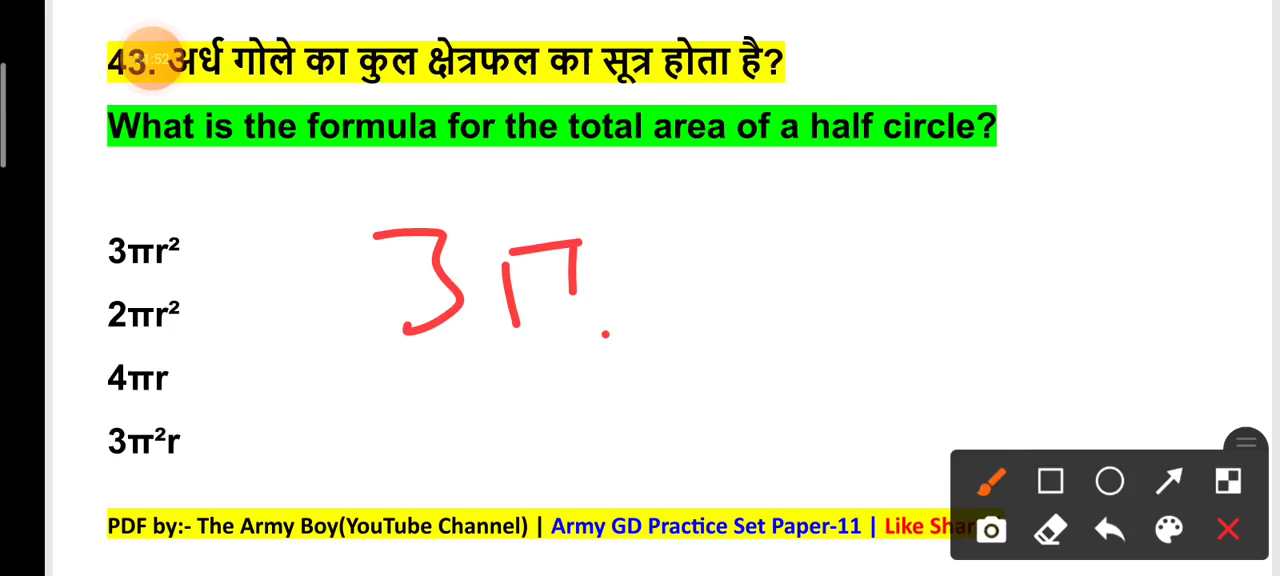 43. अर्ध गोले का कुल क्षेत्रफल का सूत्र होता है?
What is the formula for the total area of a half circle?
3πr²
3π
2πr²
4πr
3π²r
PDF by:- The Army Boy(YouTube Channel) | Army GD Practice Set Paper-11 | Like Shar